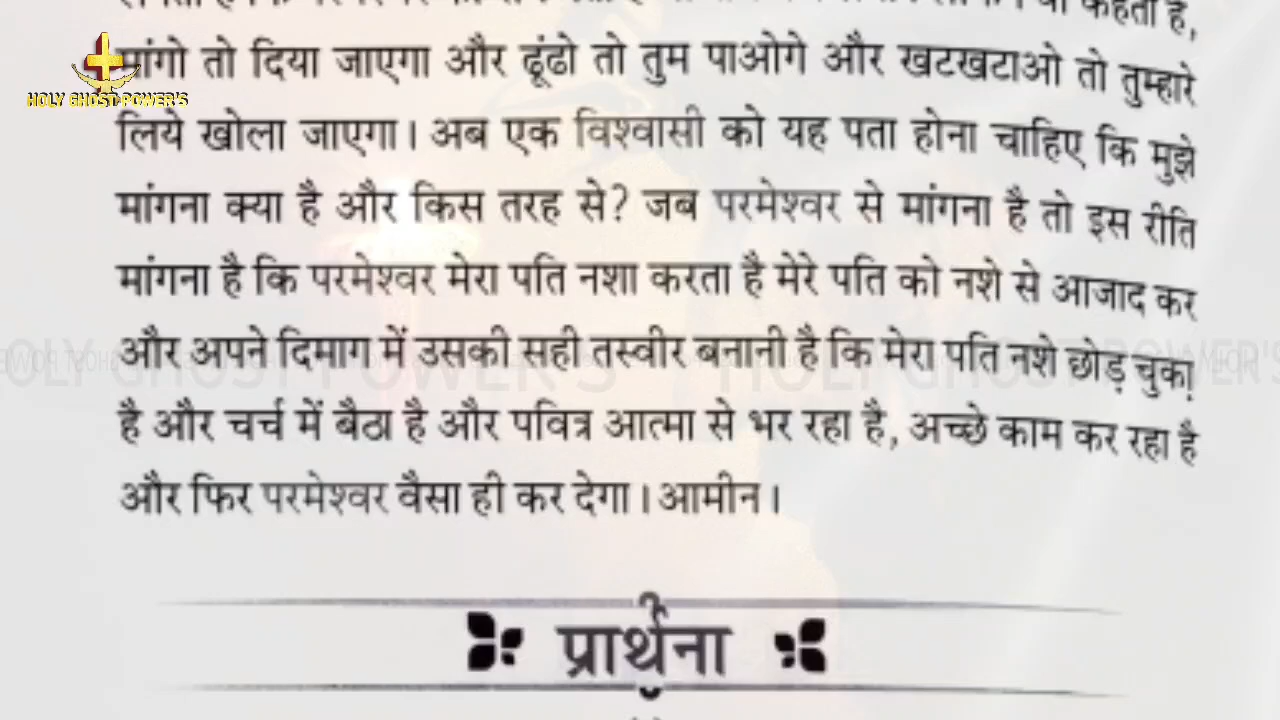 कहता है,
मांगो तो दिया जाएगा और ढूंढो तो तुम पाओगे और खटखटाओ तो तुम्हारे
HOLY GHOST POWER'S
लिये खोला जाएगा। अब एक विश्वासी को यह पता होना चाहिए कि मुझे
मांगना क्या है और किस तरह से? जब परमेश्वर से मांगना है तो इस रीति
मांगना है कि परमेश्वर मेरा पति नशा करता है मेरे पति को नशे से आजाद कर
और अपने दिमाग में उसकी सही तस्वीर बनानी है कि मेरा पति नशे छोड़ चुका
है और चर्च में बैठा है और पवित्र आत्मा से भर रहा है, अच्छे काम कर रहा है
और फिर परमेश्वर वैसा ही कर देगा। आमीन।
प्रार्थना